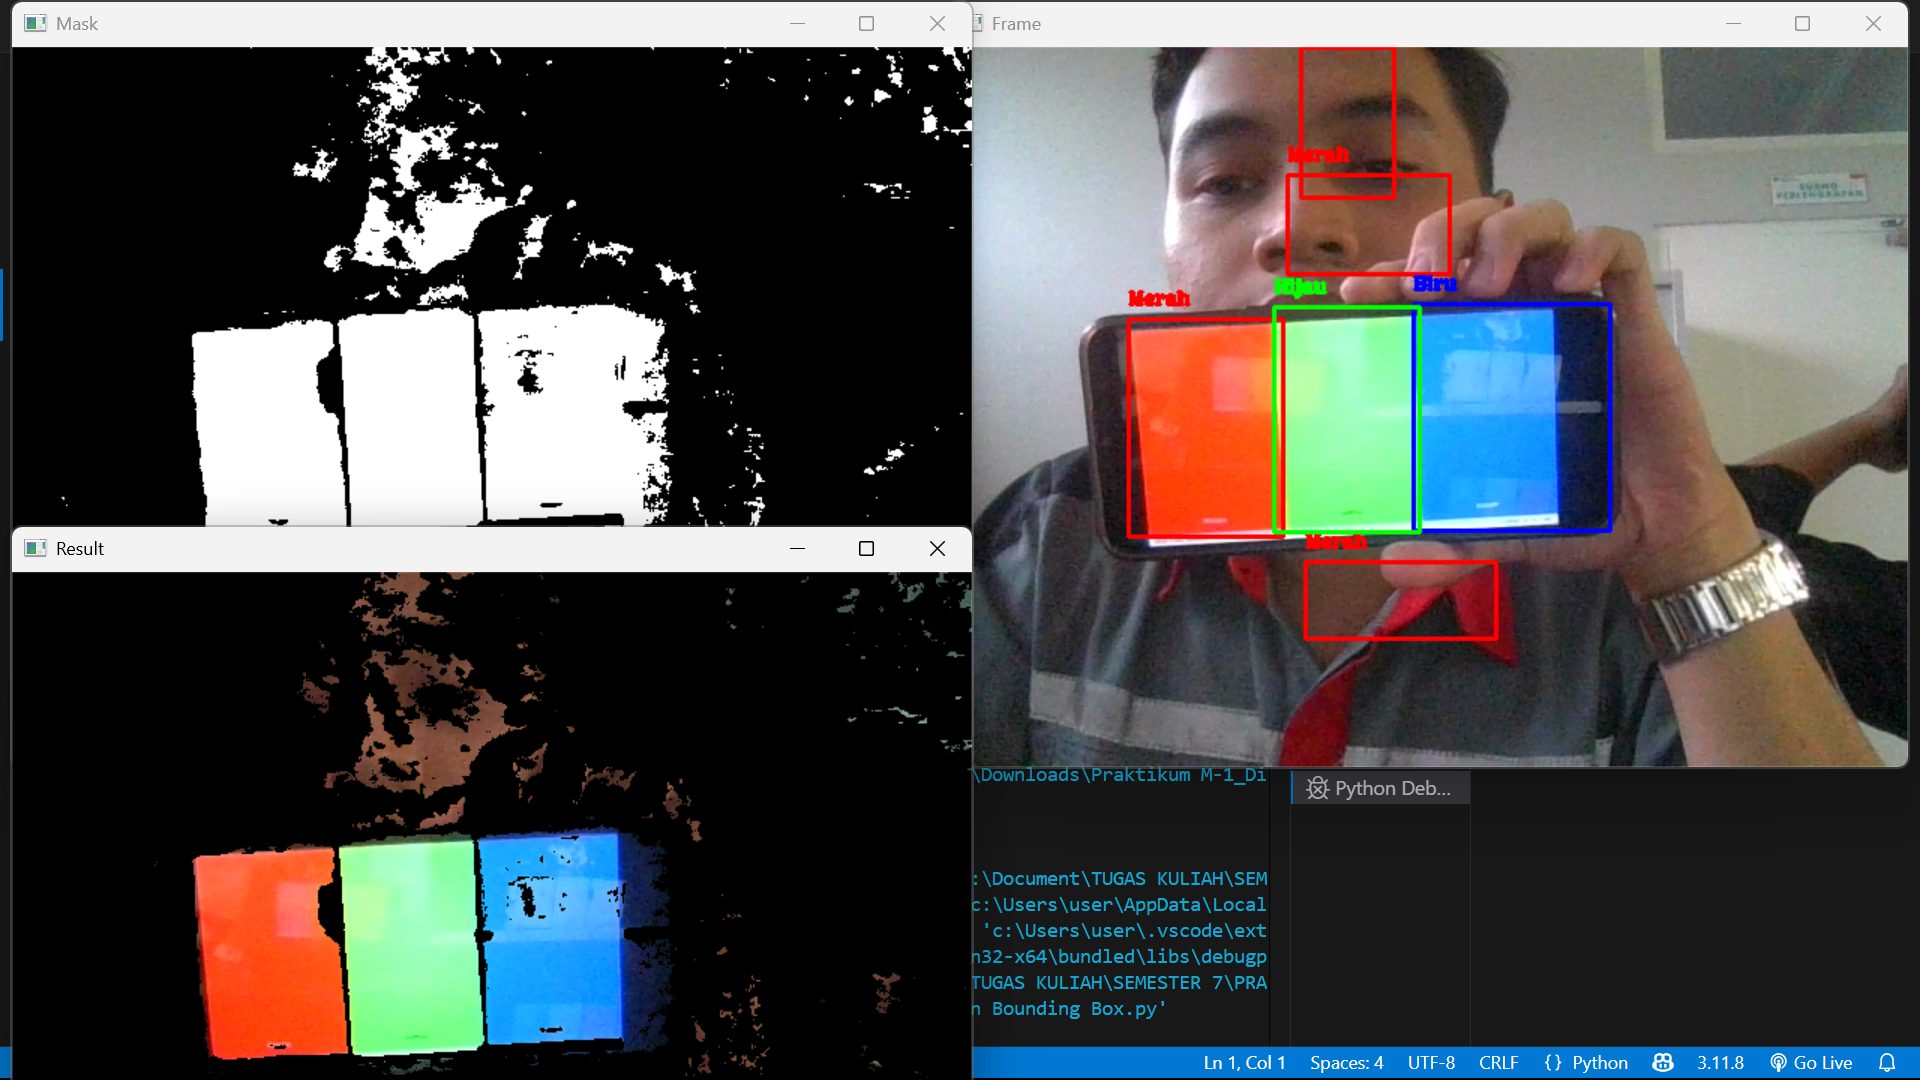 Mask
Frame
Merah
RUANG
PERLENGKAPAN
Merah
Hijau
Biru
Merah
Result
\Downloads\Praktikum M-1_Di
Python Deb...
:\Document\TUGAS KULIAH\SEM
c:\Users\user\AppData\Local
'c:\Users\user\.vscode\ext
n32-x64\bundled\libs\debugp
TUGAS KULIAH\SEMESTER 7\PRA
n Bounding Box.py'
Ln 1, Col 1
Spaces: 4
UTF-8
CRLF
{} Python
3.11.8
Go Live